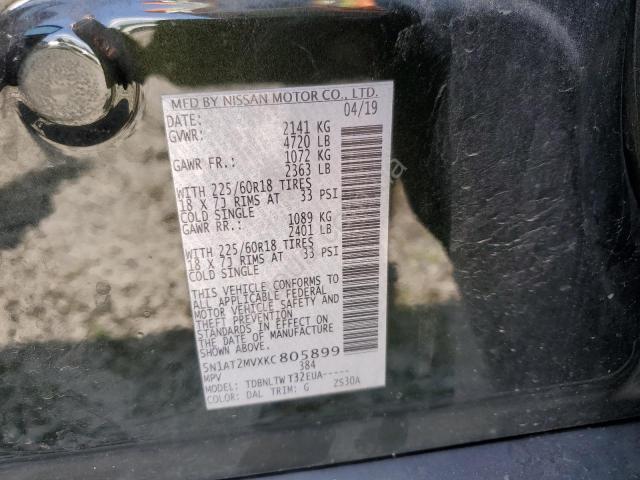 MFD BY NISSAN MOTOR CO., LTD.
DATE: 04/19
GVWR: 2141 KG
4720 LB
GAWR FR: 1072 KG
2363 LB
WITH 225/60R18 TIRES
18 X 7J RIMS AT 33 PSI
COLD SINGLE
GAWR RR: 1089 KG
2401 LB
WITH 225/60R18 TIRES
18 X 7J RIMS AT 33 PSI
COLD SINGLE
THIS VEHICLE CONFORMS TO
ALL APPLICABLE FEDERAL
MOTOR VEHICLE SAFETY AND
THEFT PREVENTION
STANDARDS IN EFFECT ON
THE DATE OF MANUFACTURE
SHOWN ABOVE.
5N1AT2MVXKC805899
MPV 384
MODEL: TDBNLTW T32EUA-----
COLOR: DAL TRIM: G ZS30A